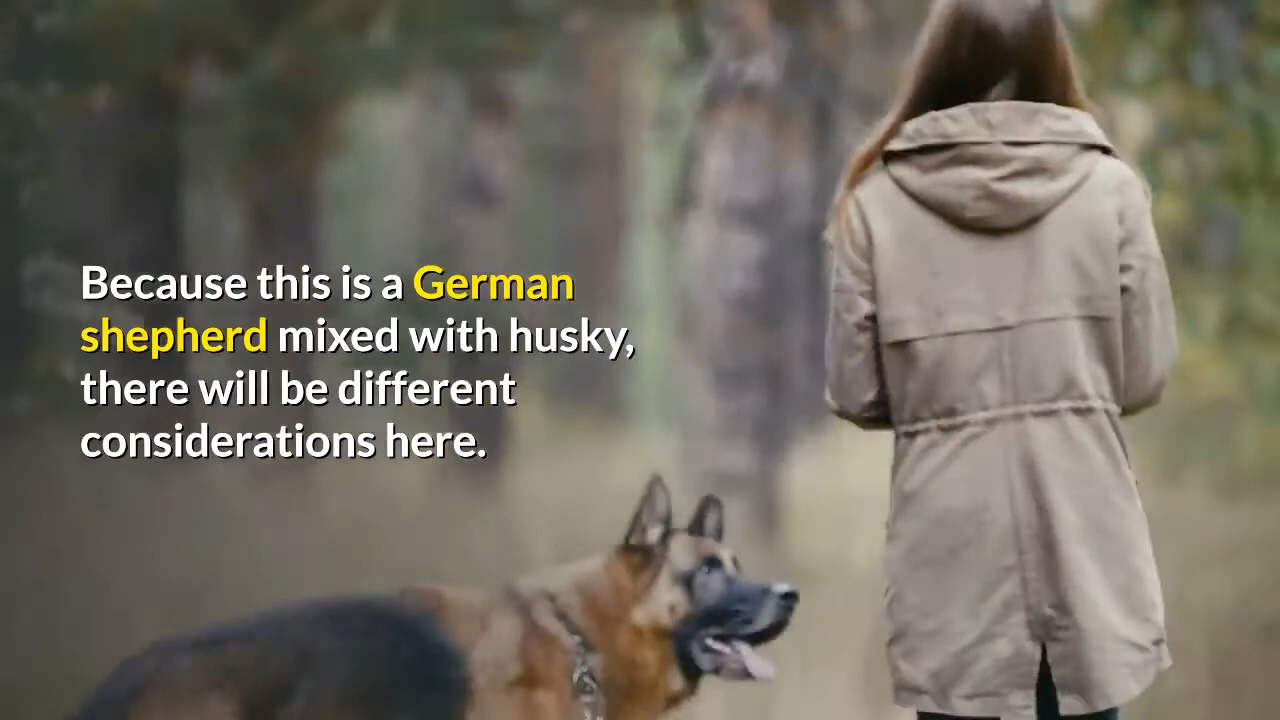 Because this is a German
shepherd mixed with husky,
there will be different
considerations here.